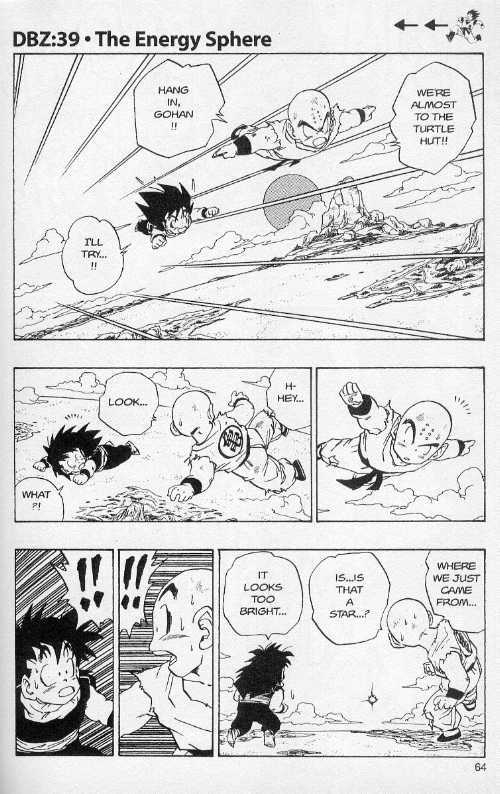 DBZ:39 • The Energy Sphere
WE'RE
ALMOST
TO THE
TURTLE
HUT!!
HANG
IN,
GOHAN
!!
I'LL
TRY...
!!
H-
HEY...
LOOK...
WHAT
?!
WHERE
WE JUST
CAME
FROM...
IS...IS
THAT
A
STAR...?
IT
LOOKS
TOO
BRIGHT...
!!
!!
64